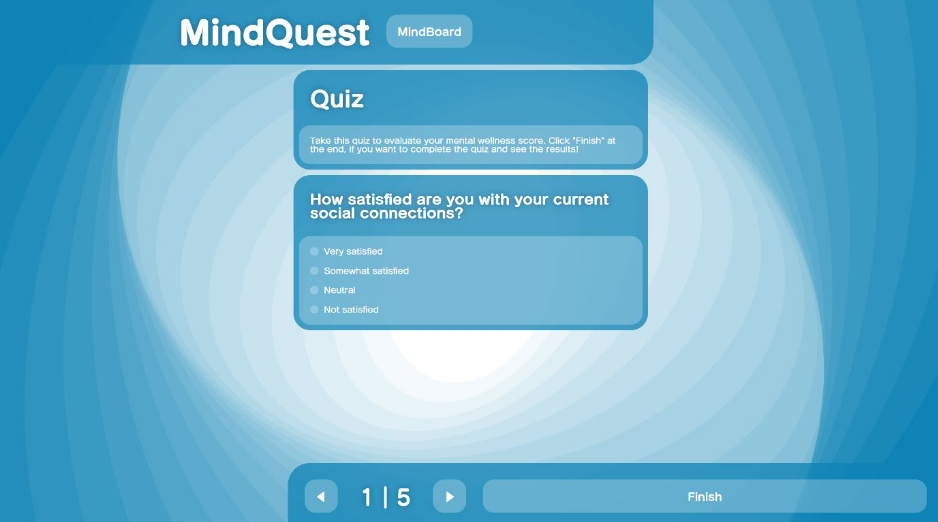 MindQuest
MindBoard
Quiz
Take this quiz to evaluate your mental wellness score. Click "Finish" at
the end, if you want to complete the quiz and see the results!
How satisfied are you with your current
social connections?
Very satisfied
Somewhat satisfied
Neutral
Not satisfied
1 | 5
Finish